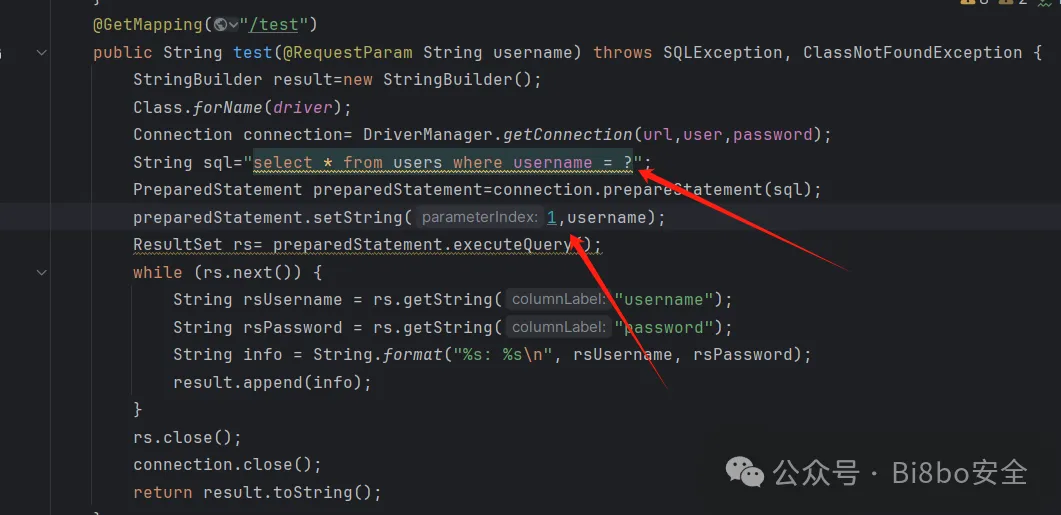 @GetMapping("/test")
public String test(@RequestParam String username) throws SQLException, ClassNotFoundException {
StringBuilder result=new StringBuilder();
Class.forName(driver);
Connection connection= DriverManager.getConnection(url,user,password);
String sql="select * from users where username = ?";
PreparedStatement preparedStatement=connection.prepareStatement(sql);
preparedStatement.setString( parameterIndex: 1,username);
ResultSet rs= preparedStatement.executeQuery();
while (rs.next()) {
String rsUsername = rs.getString( columnLabel: "username");
String rsPassword = rs.getString( columnLabel: "password");
String info = String.format("%s: %s\n", rsUsername, rsPassword);
result.append(info);
}
rs.close();
connection.close();
return result.toString();
公众号 · Bi8bo安全